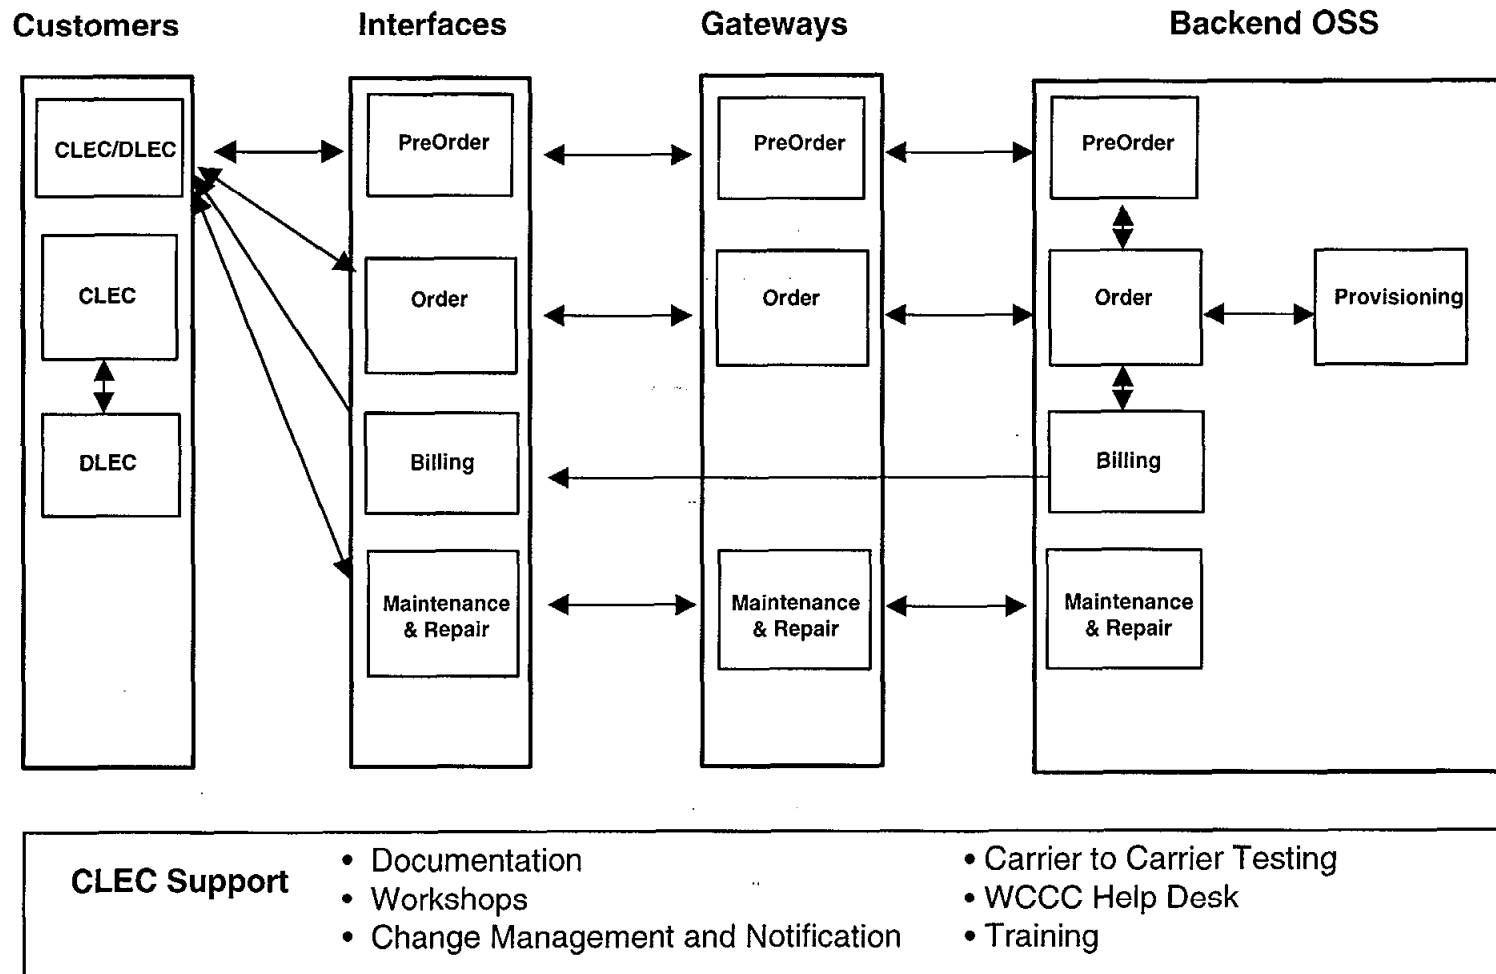 Customers
Interfaces
Gateways
Backend OSS
CLEC/DLEC
PreOrder
PreOrder
PreOrder
CLEC
Order
Order
Order
Provisioning
DLEC
Billing
Billing
Maintenance
& Repair
Maintenance
& Repair
Maintenance
& Repair
CLEC Support
• Documentation
• Workshops
• Change Management and Notification
• Carrier to Carrier Testing
• WCCC Help Desk
• Training